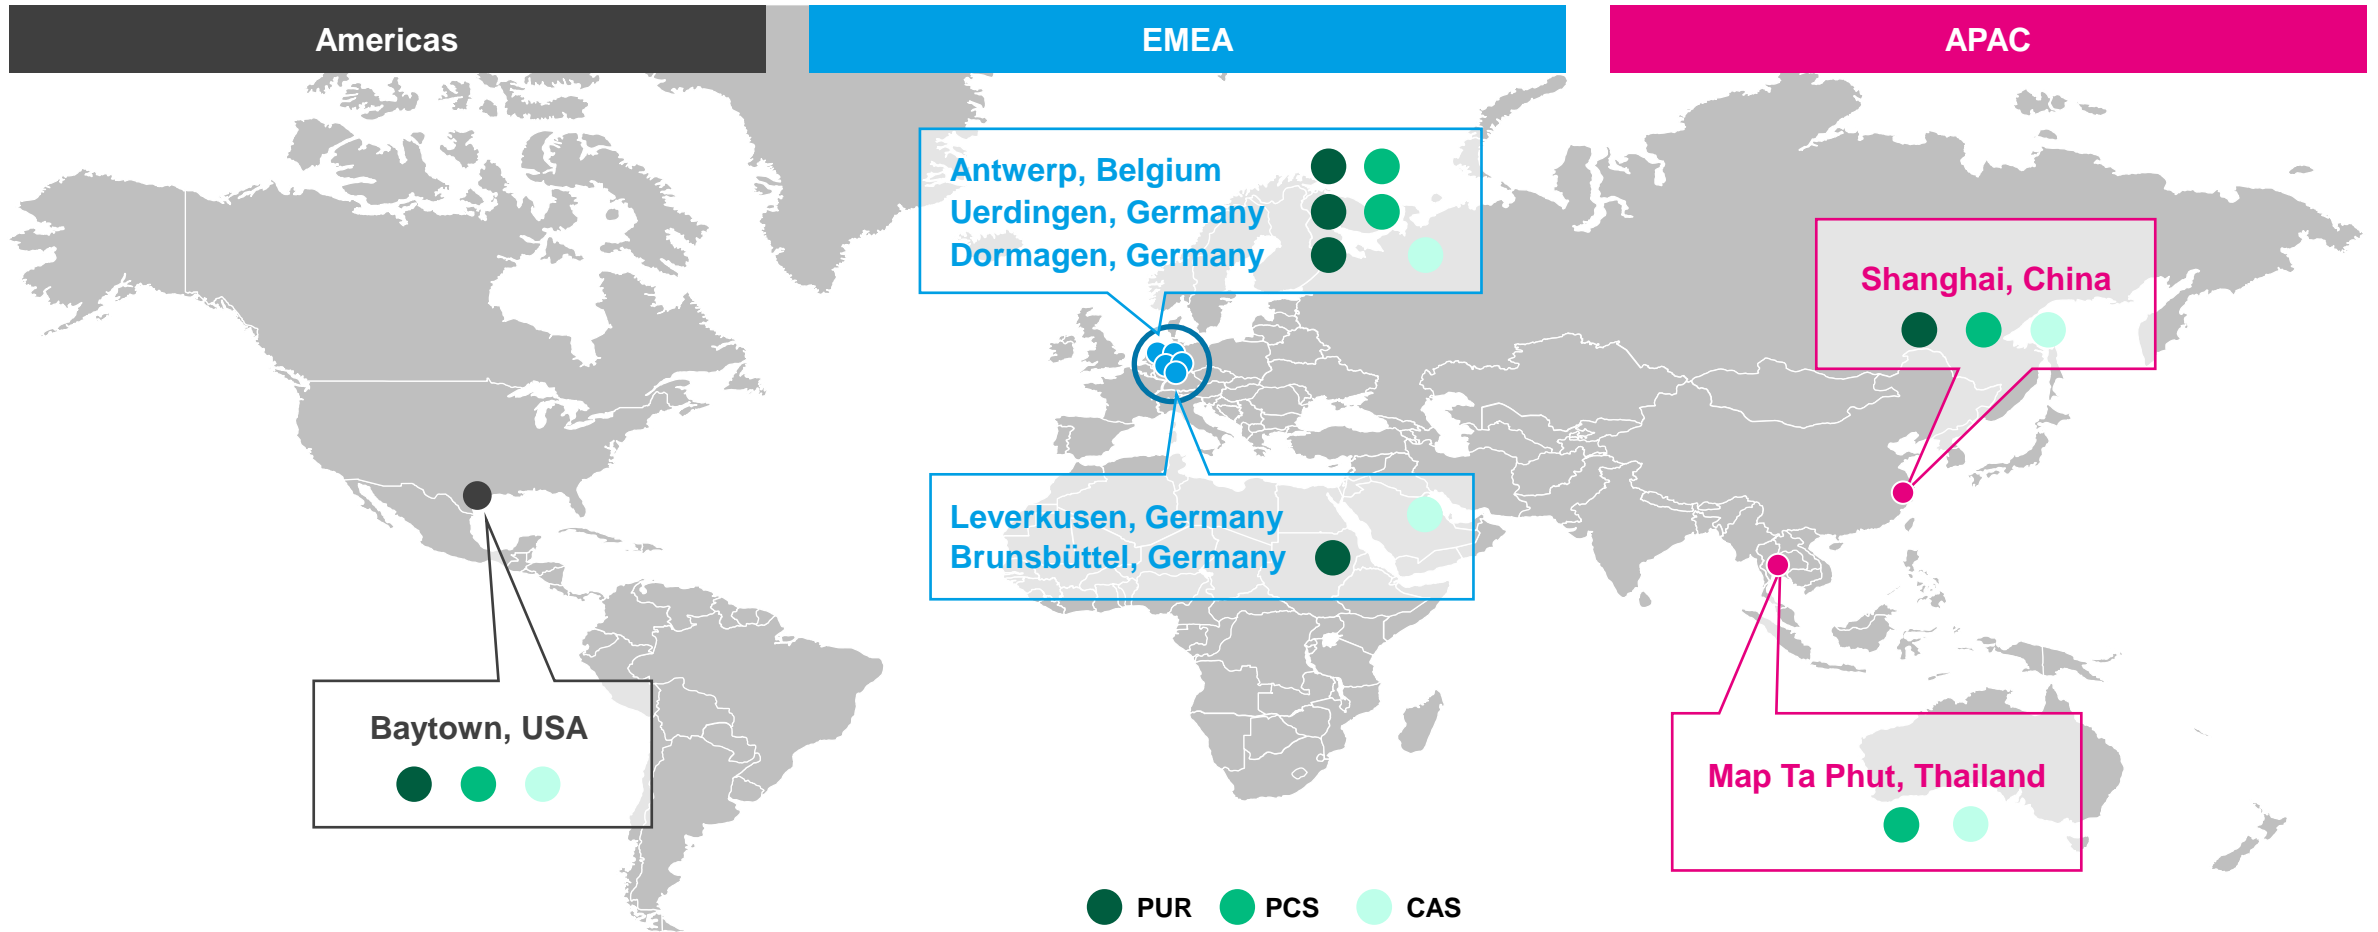 Americas
EMEA
APAC
Antwerp, Belgium
Uerdingen, Germany
Dormagen, Germany
Shanghai, China
Leverkusen, Germany
Brunsbüttel, Germany
Baytown, USA
Map Ta Phut, Thailand
PUR
PCS
CAS